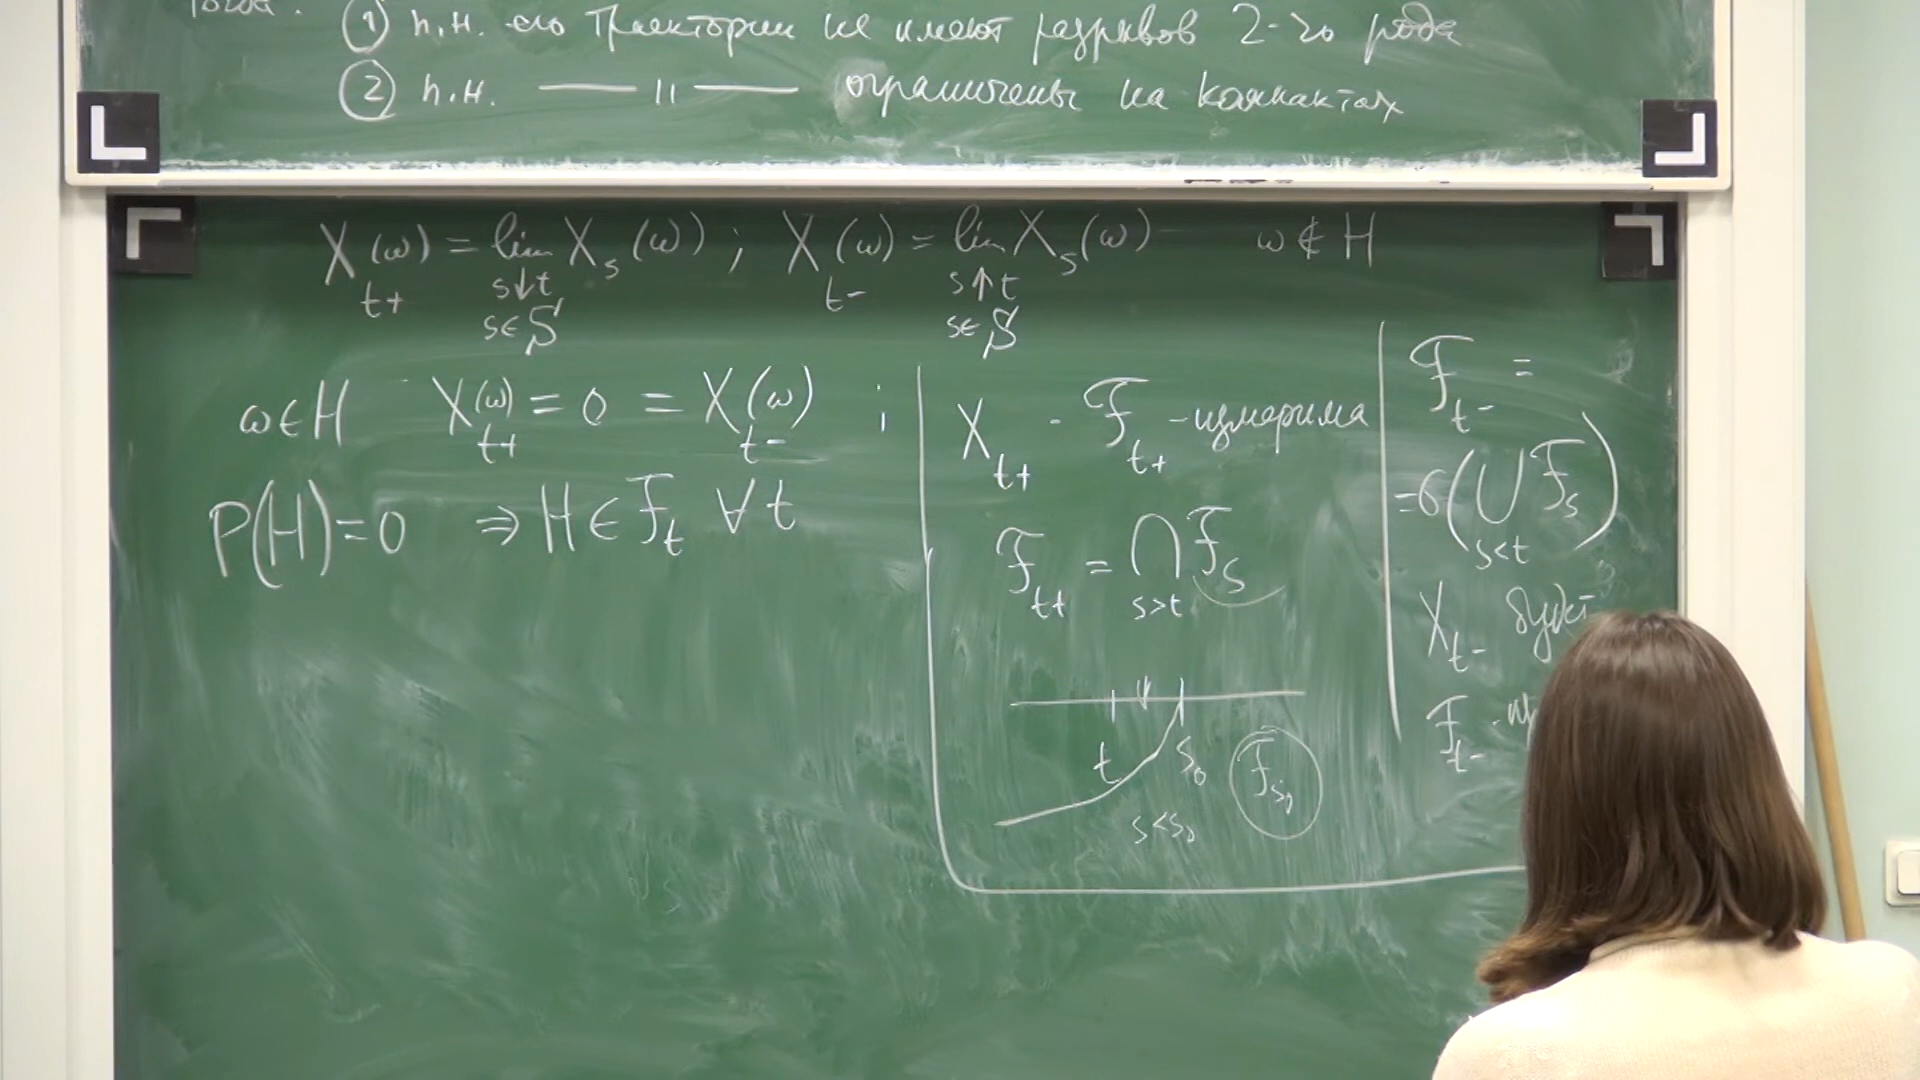 ① п.н. его траектории не имеют разрывов 2-го рода
② п.н. —— 〃 —— ограничены на компактах
X_{t+}(ω) = lim_{s↓t, s∈S} X_s(ω) ; X_{t-}(ω) = lim_{s↑t, s∈S} X_s(ω) ω ∉ H
ω ∈ H X_{t+}(ω) = 0 = X_{t-}(ω) ;
P(H) = 0 ⇒ H ∈ F_t ∀ t
X_{t+} - F_{t+} - измерима
F_{t+} = ⋂_{s>t} F_s
t s_0 F_{s_0}
s < s_0
F_{t-} =
= σ(⋃_{s<t} F_s)
X_{t-}
F_{t-}